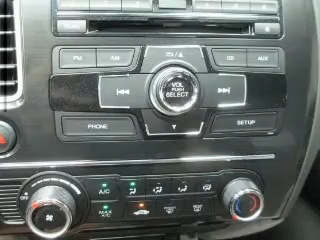 FM AM CD AUX
VOL
PUSH
SELECT
PHONE SETUP
OFF A/C
MAX
A/C